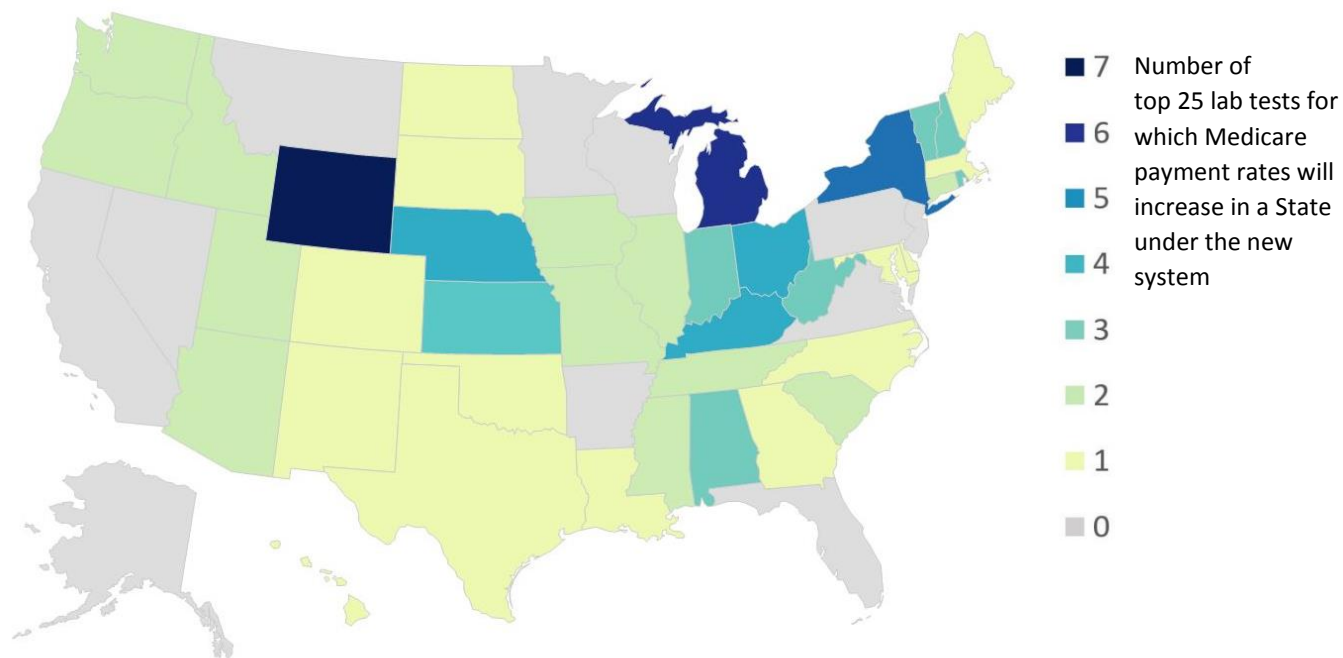 7
Number of
top 25 lab tests for
which Medicare
payment rates will
increase in a State
under the new
system
6
5
4
3
2
1
0